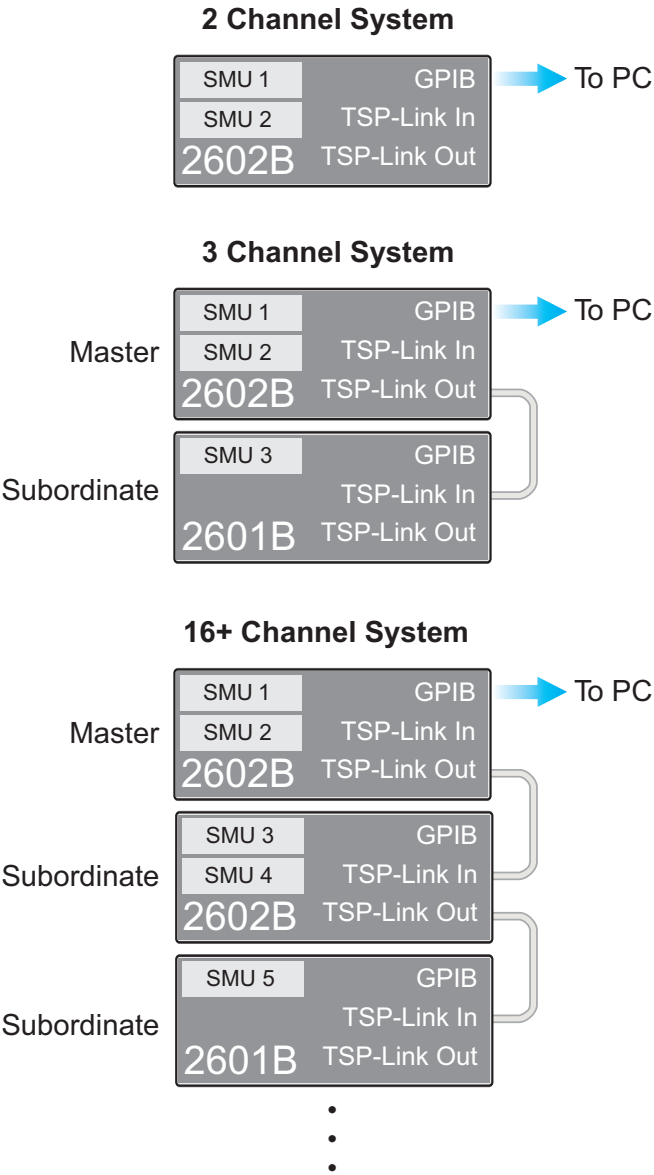 2 Channel System
SMU 1 GPIB To PC
SMU 2 TSP-Link In
2602B TSP-Link Out
3 Channel System
SMU 1 GPIB To PC
Master SMU 2 TSP-Link In
2602B TSP-Link Out
SMU 3 GPIB
Subordinate TSP-Link In
2601B TSP-Link Out
16+ Channel System
SMU 1 GPIB To PC
Master SMU 2 TSP-Link In
2602B TSP-Link Out
SMU 3 GPIB
Subordinate SMU 4 TSP-Link In
2602B TSP-Link Out
SMU 5 GPIB
Subordinate TSP-Link In
2601B TSP-Link Out